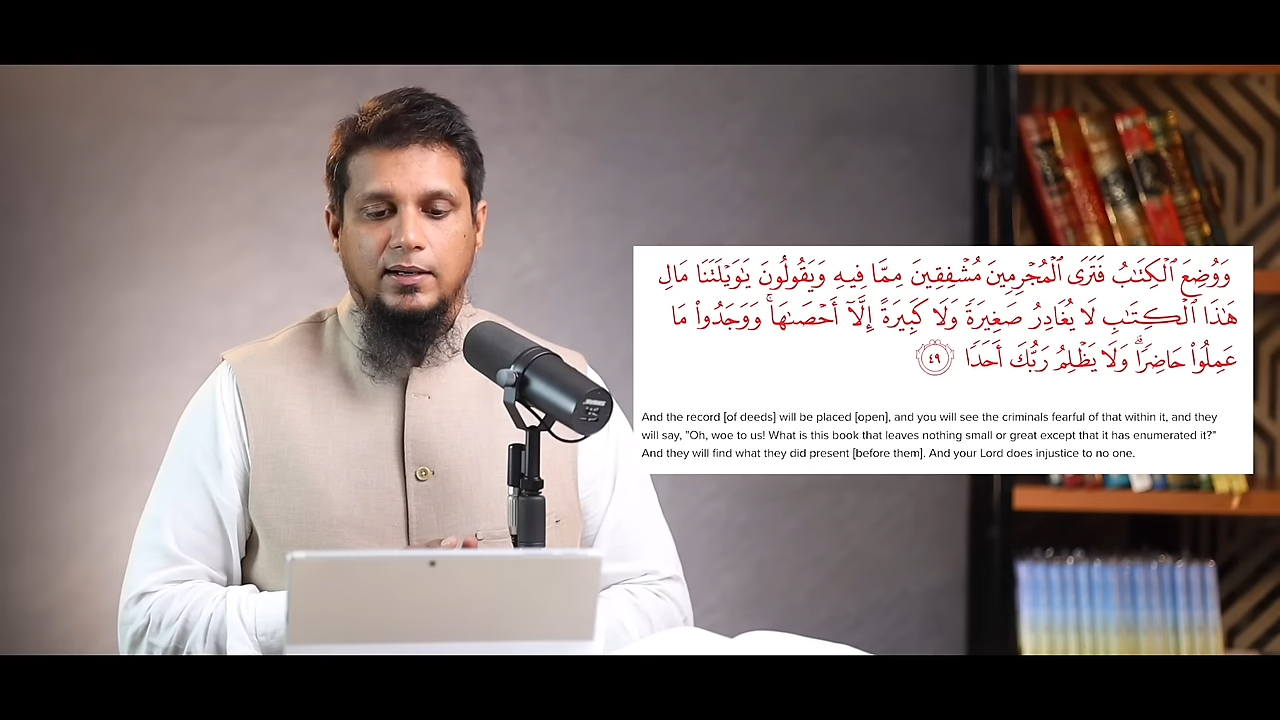 وَوُضِعَ ٱلْكِتَـٰبُ فَتَرَى ٱلْمُجْرِمِينَ مُشْفِقِينَ مِمَّا فِيهِ وَيَقُولُونَ يَـٰوَيْلَتَنَا مَالِ
هَـٰذَا ٱلْكِتَـٰبِ لَا يُغَادِرُ صَغِيرَةً وَلَا كَبِيرَةً إِلَّآ أَحْصَىٰهَا ۚ وَوَجَدُوا۟ مَا
عَمِلُوا۟ حَاضِرًا ۗ وَلَا يَظْلِمُ رَبُّكَ أَحَدًا ٤٩
And the record [of deeds] will be placed [open], and you will see the criminals fearful of that within it, and they
will say, "Oh, woe to us! What is this book that leaves nothing small or great except that it has enumerated it?"
And they will find what they did present [before them]. And your Lord does injustice to no one.